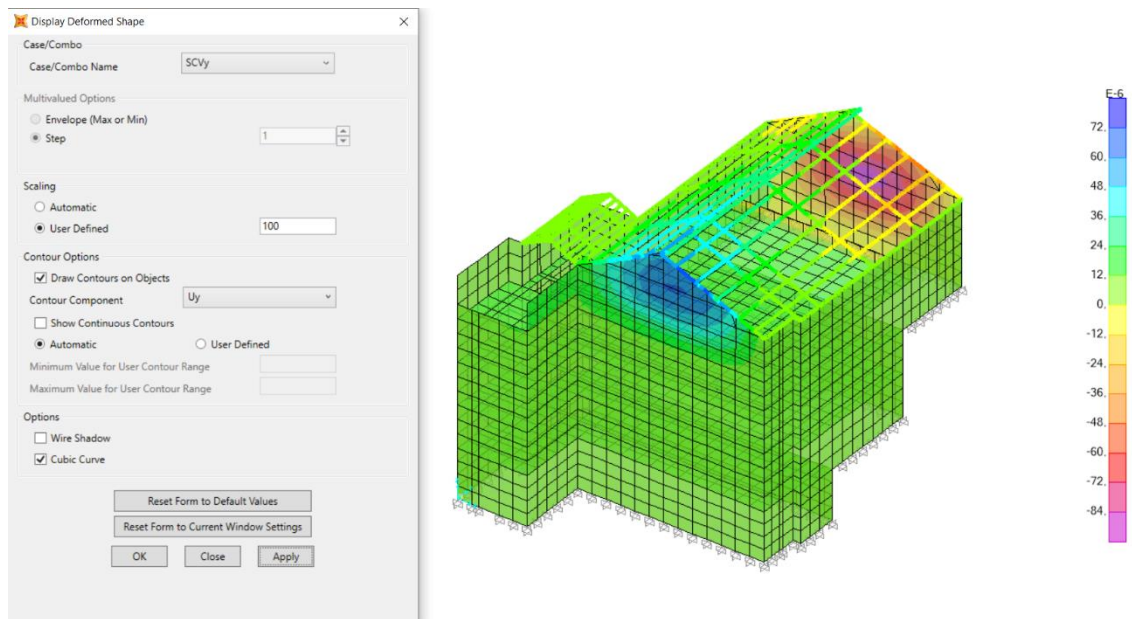 Display Deformed Shape
Case/Combo
Case/Combo Name SCVy
Multivalued Options
Envelope (Max or Min)
Step 1
Scaling
Automatic
User Defined 100
Contour Options
Draw Contours on Objects
Contour Component Uy
Show Continuous Contours
Automatic User Defined
Minimum Value for User Contour Range
Maximum Value for User Contour Range
Options
Wire Shadow
Cubic Curve
Reset Form to Default Values
Reset Form to Current Window Settings
OK Close Apply
E-6
72.
60.
48.
36.
24.
12.
0.
-12.
-24.
-36.
-48.
-60.
-72.
-84.